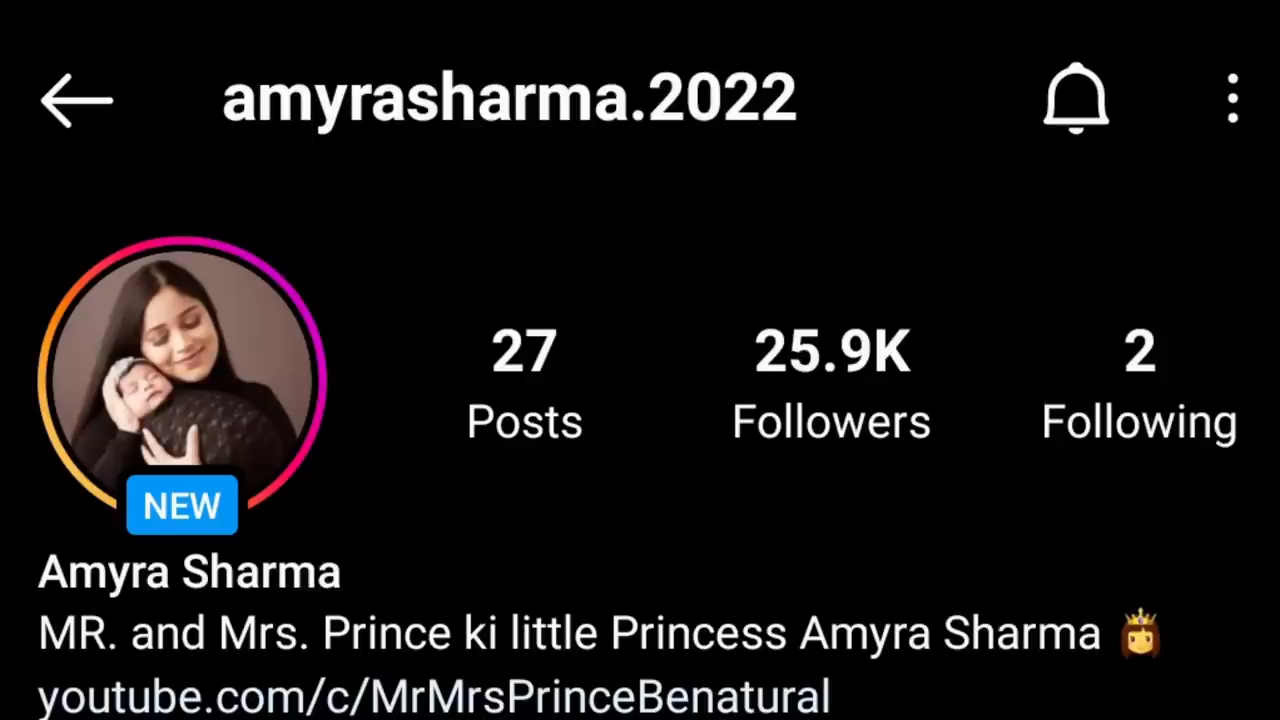 amyrasharma.2022
27
25.9K
2
Posts
Followers
Following
NEW
Amyra Sharma
MR. and Mrs. Prince ki little Princess Amyra Sharma 👸
youtube.com/c/MrMrsPrinceBenatural